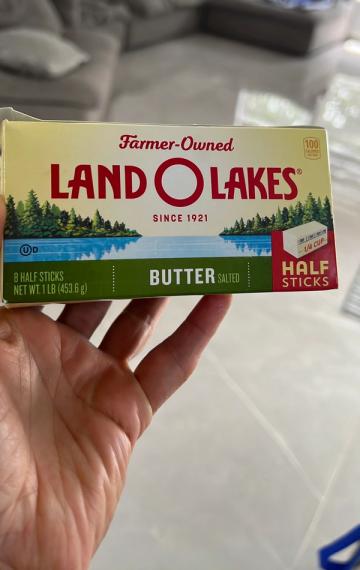 Farmer-Owned
100
LAND O LAKES®
SINCE 1921
1/4 CUP
U D
8 HALF STICKS
NET WT. 1 LB (453.6 g)
BUTTER SALTED
HALF
STICKS